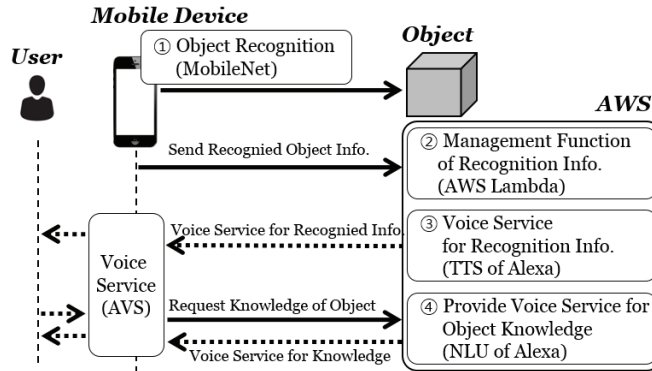 Mobile Device
① Object Recognition
(MobileNet)
Object
User
AWS
Send Recognied Object Info.
② Management Function
of Recognition Info.
(AWS Lambda)
Voice Service for Recognied Info.
③ Voice Service
for Recognition Info.
(TTS of Alexa)
Voice
Service
(AVS)
Request Knowledge of Object
④ Provide Voice Service for
Object Knowledge
(NLU of Alexa)
Voice Service for Knowledge